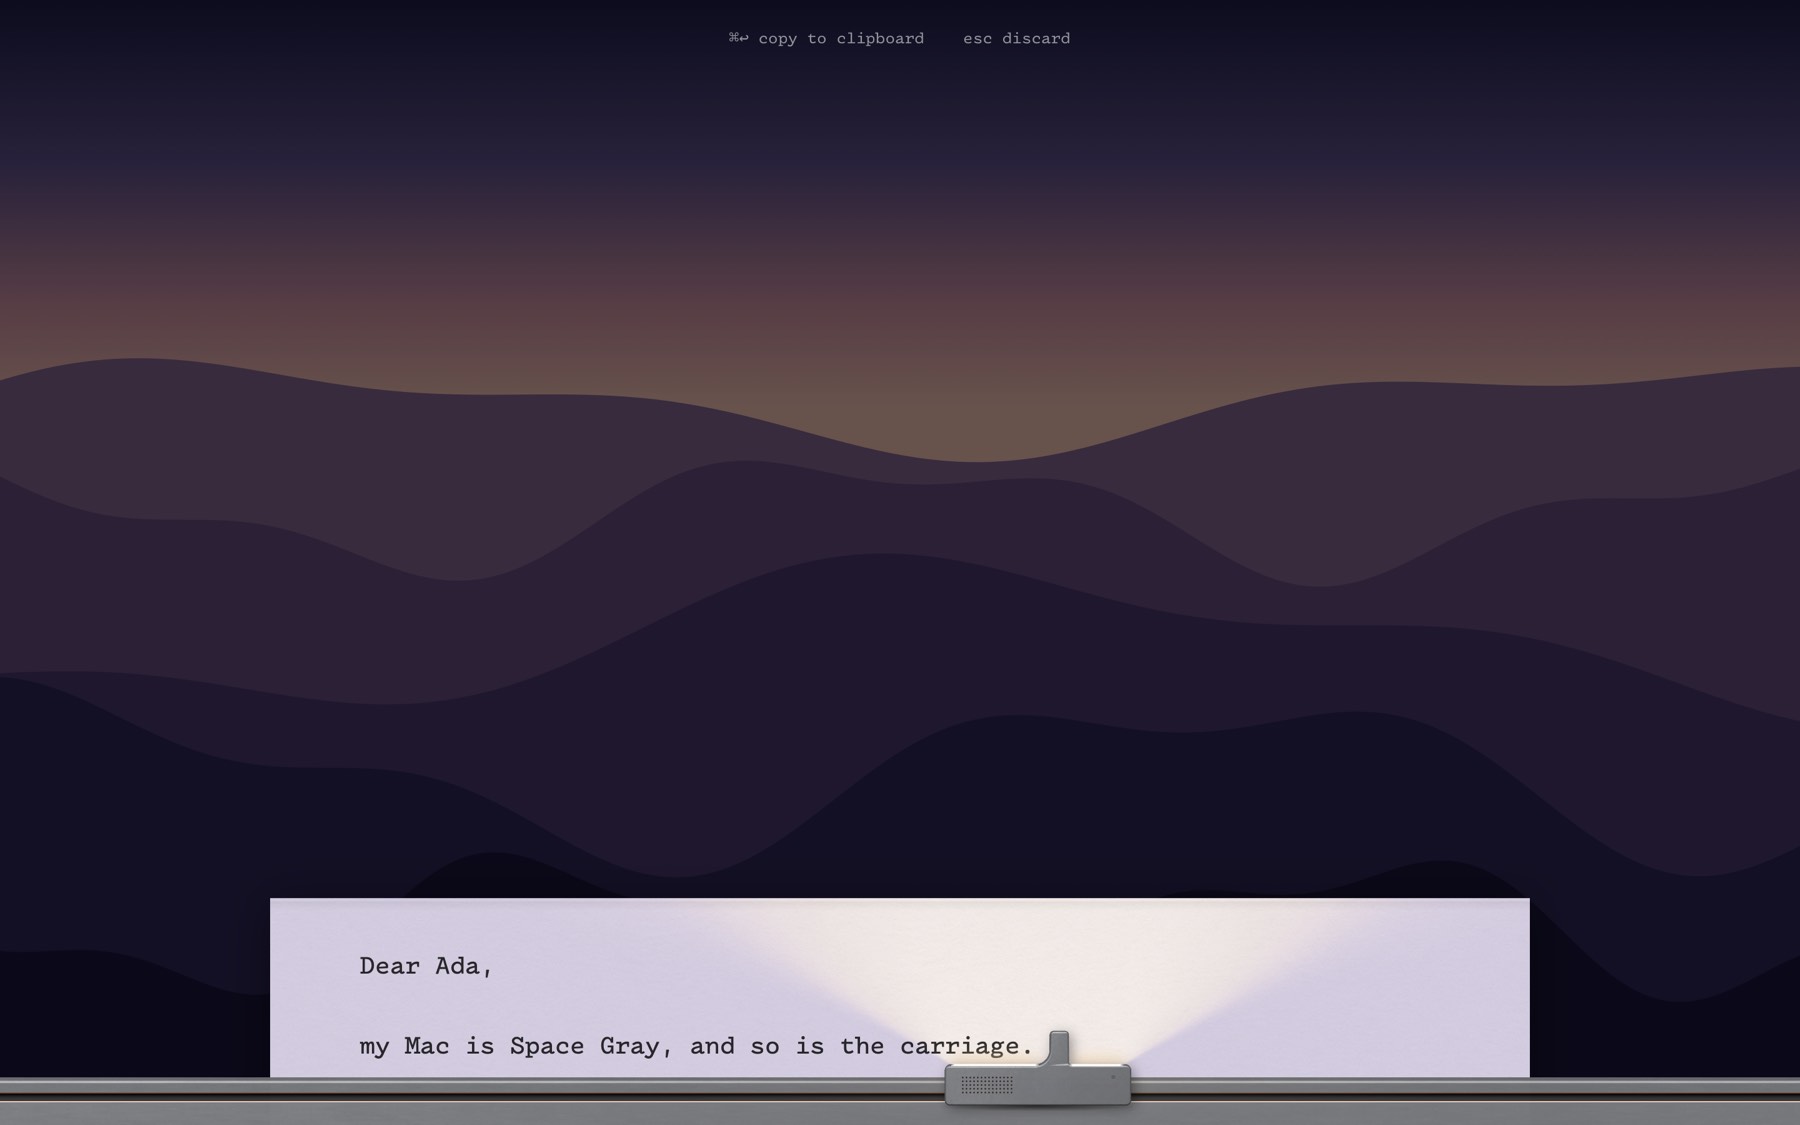 ⌘↩ copy to clipboard esc discard
Dear Ada,
my Mac is Space Gray, and so is the carriage.